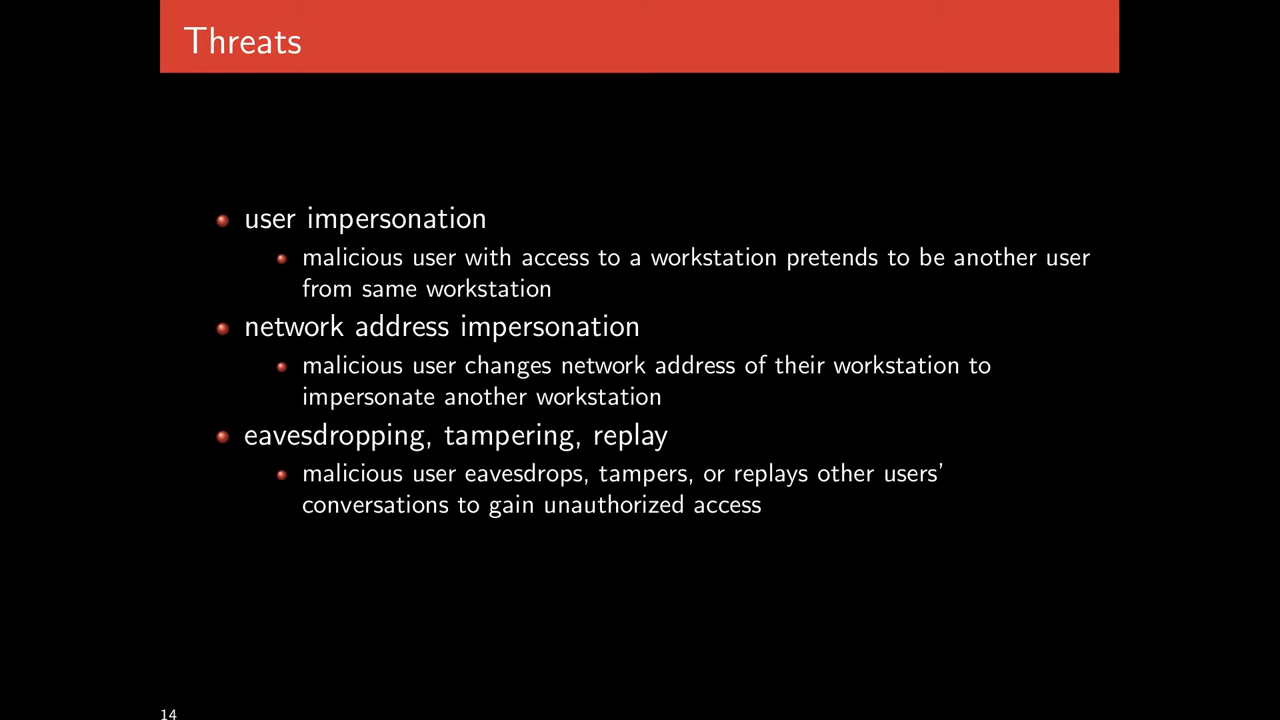 Threats
user impersonation
malicious user with access to a workstation pretends to be another user
from same workstation
network address impersonation
malicious user changes network address of their workstation to
impersonate another workstation
eavesdropping, tampering, replay
malicious user eavesdrops, tampers, or replays other users’
conversations to gain unauthorized access
14